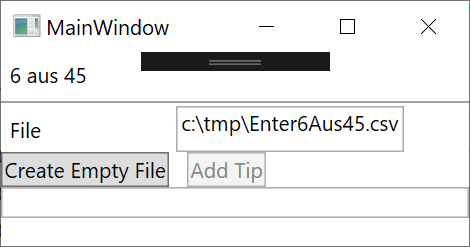 MainWindow
6 aus 45
File
c:\tmp\Enter6Aus45.csv
Create Empty File
Add Tip